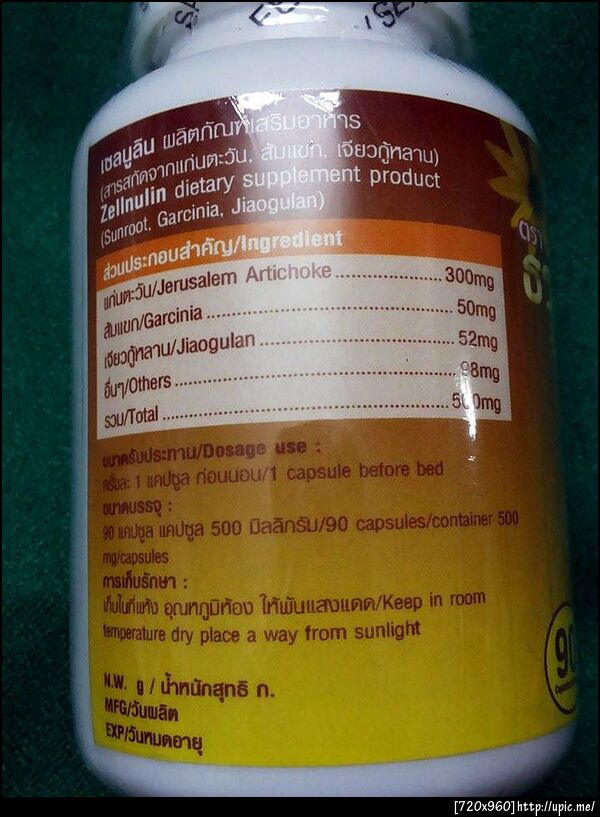 เซลนูลิน ผลิตภัณฑ์เสริมอาหาร
(สารสกัดจากแก่นตะวัน, ส้มแขก, เจียวกู้หลาน)
Zellnulin dietary supplement product
(Sunroot, Garcinia, Jiaogulan)
ส่วนประกอบสำคัญ/Ingredient
แก่นตะวัน/Jerusalem Artichoke.................... 300mg
ส้มแขก/Garcinia .................... 50mg
เจียวกู้หลาน/Jiaogulan .................... 52mg
อื่นๆ/Others .................... 98mg
รวม/Total .................... 500mg
ขนาดรับประทาน/Dosage use :
ครั้งละ 1 แคปซูล ก่อนนอน/1 capsule before bed
ขนาดบรรจุ :
90 แคปซูล แคปซูล 500 มิลลิกรัม/90 capsules/container 500
mg/capsules
การเก็บรักษา :
เก็บในที่แห้ง อุณหภูมิห้อง ให้พ้นแสงแดด/Keep in room
temperature dry place a way from sunlight
N.W. g / น้ำหนักสุทธิ ก.
MFG/วันผลิต
EXP/วันหมดอายุ
ตรา
90
[720x960]http://upic.me/